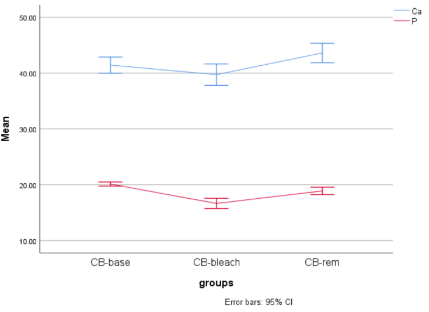 Ca
P
50.00
40.00
30.00
20.00
10.00
Mean
CB-base CB-bleach CB-rem
groups
Error bars: 95% CI